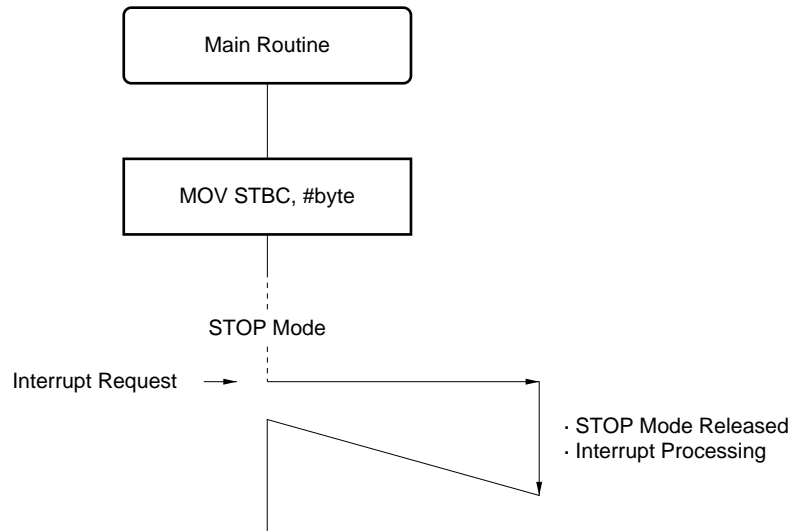 Main Routine
MOV STBC, #byte
STOP Mode
Interrupt Request
· STOP Mode Released
· Interrupt Processing